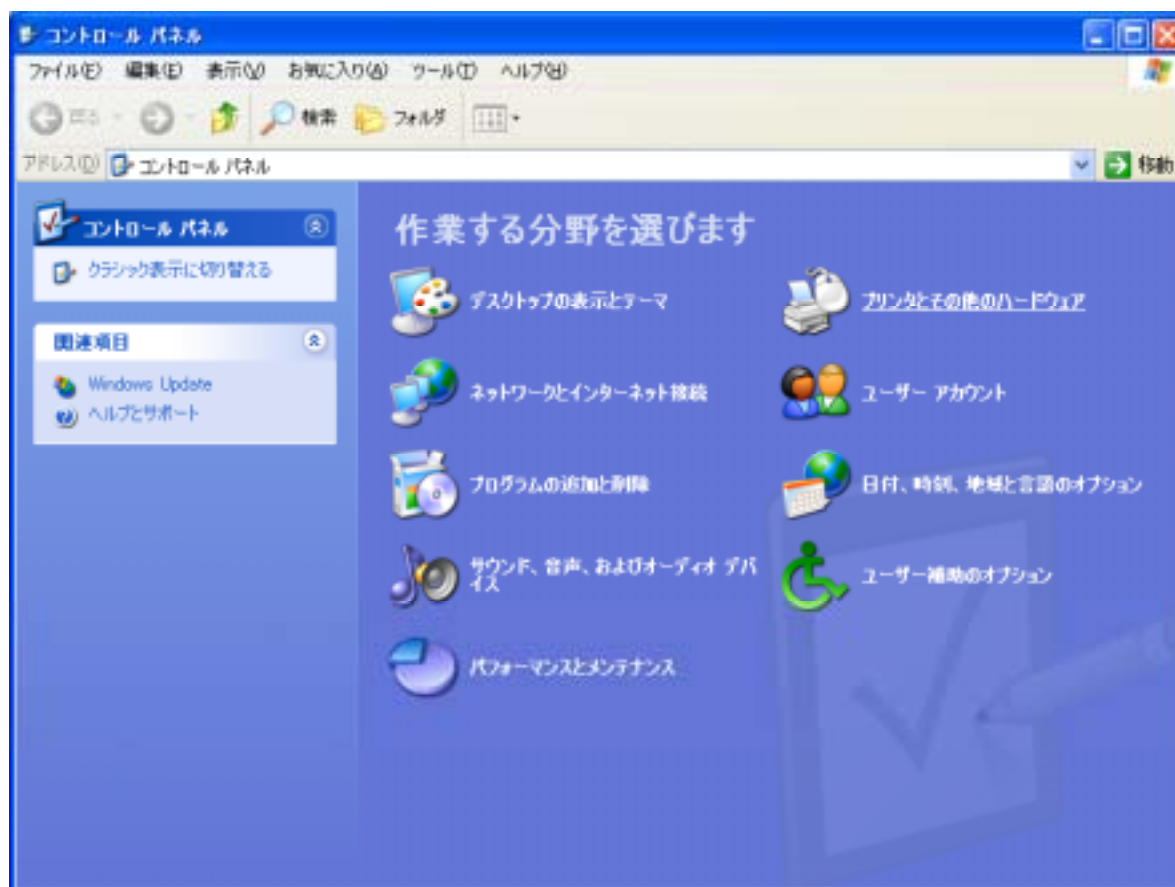 コントロール パネル
ファイル(F) 編集(E) 表示(V) お気に入り(A) ツール(T) ヘルプ(H)
戻る 検索 フォルダ
アドレス(D) コントロール パネル 移動
コントロール パネル
クラシック表示に切り替える
関連項目
Windows Update
ヘルプとサポート
作業する分野を選びます
デスクトップの表示とテーマ
プリンタとその他のハードウェア
ネットワークとインターネット接続
ユーザー アカウント
プログラムの追加と削除
日付、時刻、地域と言語のオプション
サウンド、音声、およびオーディオ デバ
イス
ユーザー補助のオプション
パフォーマンスとメンテナンス